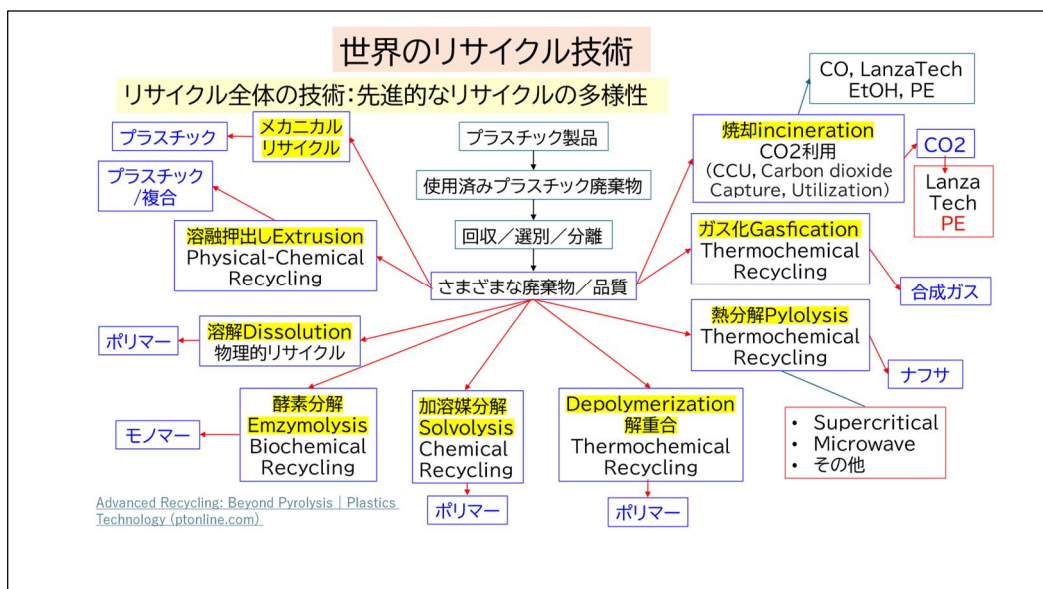 世界のリサイクル技術
リサイクル全体の技術：先進的なリサイクルの多様性
CO, LanzaTech
EtOH, PE
プラスチック
メカニカル
リサイクル
プラスチック製品
焼却incineration
CO2利用
（CCU, Carbon dioxide
Capture, Utilization）
CO2
Lanza
Tech
PE
プラスチック
/複合
使用済みプラスチック廃棄物
溶融押出しExtrusion
Physical-Chemical
Recycling
回収／選別／分離
ガス化Gasfication
Thermochemical
Recycling
さまざまな廃棄物／品質
合成ガス
ポリマー
溶解Dissolution
物理的リサイクル
熱分解Pylolysis
Thermochemical
Recycling
ナフサ
モノマー
酵素分解
Emzymolysis
Biochemical
Recycling
加溶媒分解
Solvolysis
Chemical
Recycling
Depolymerization
解重合
Thermochemical
Recycling
• Supercritical
• Microwave
• その他
ポリマー
ポリマー
Advanced Recycling: Beyond Pyrolysis | Plastics
Technology (ptonline.com)